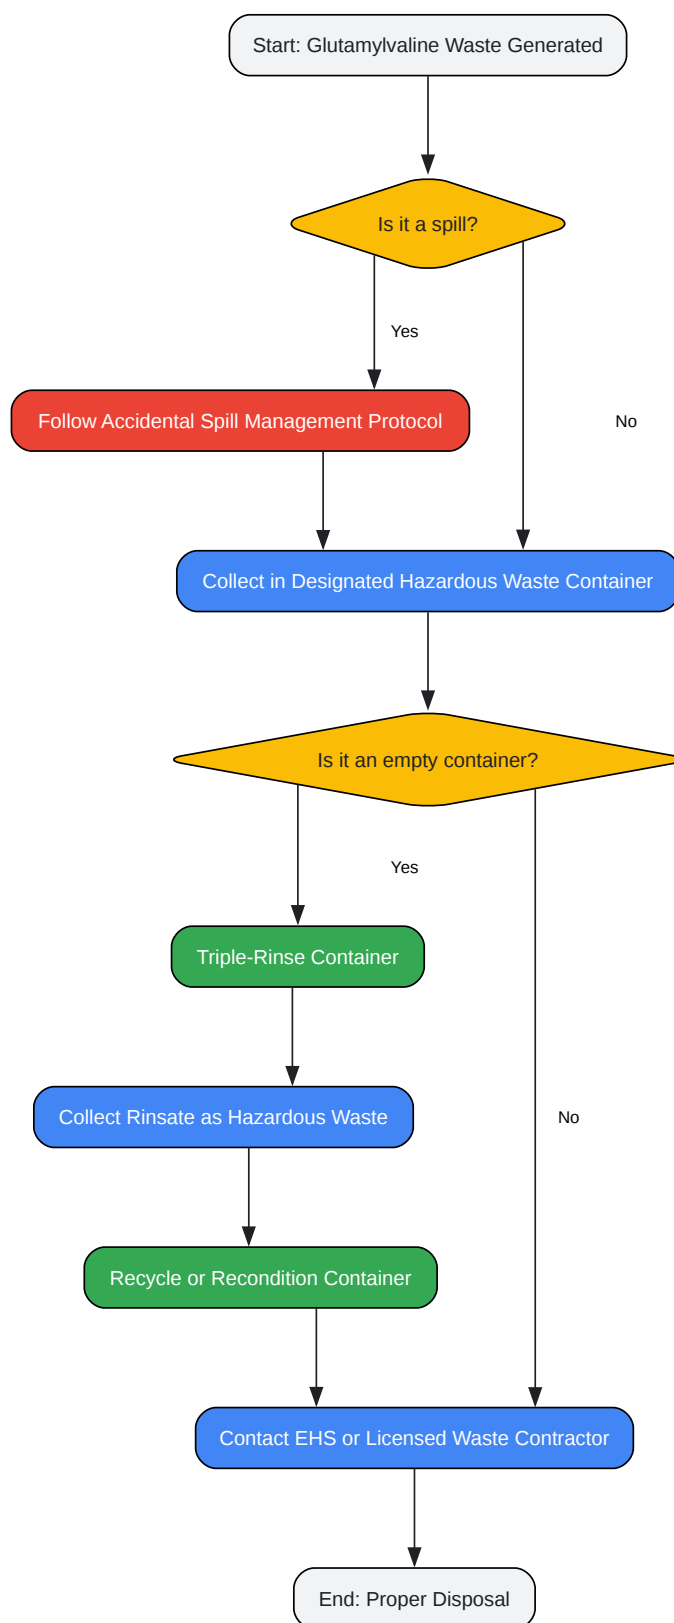 Start: Glutamylvaline Waste Generated
Is it a spill?
Yes
Follow Accidental Spill Management Protocol
No
Collect in Designated Hazardous Waste Container
Is it an empty container?
Yes
Triple-Rinse Container
Collect Rinsate as Hazardous Waste
No
Recycle or Recondition Container
Contact EHS or Licensed Waste Contractor
End: Proper Disposal